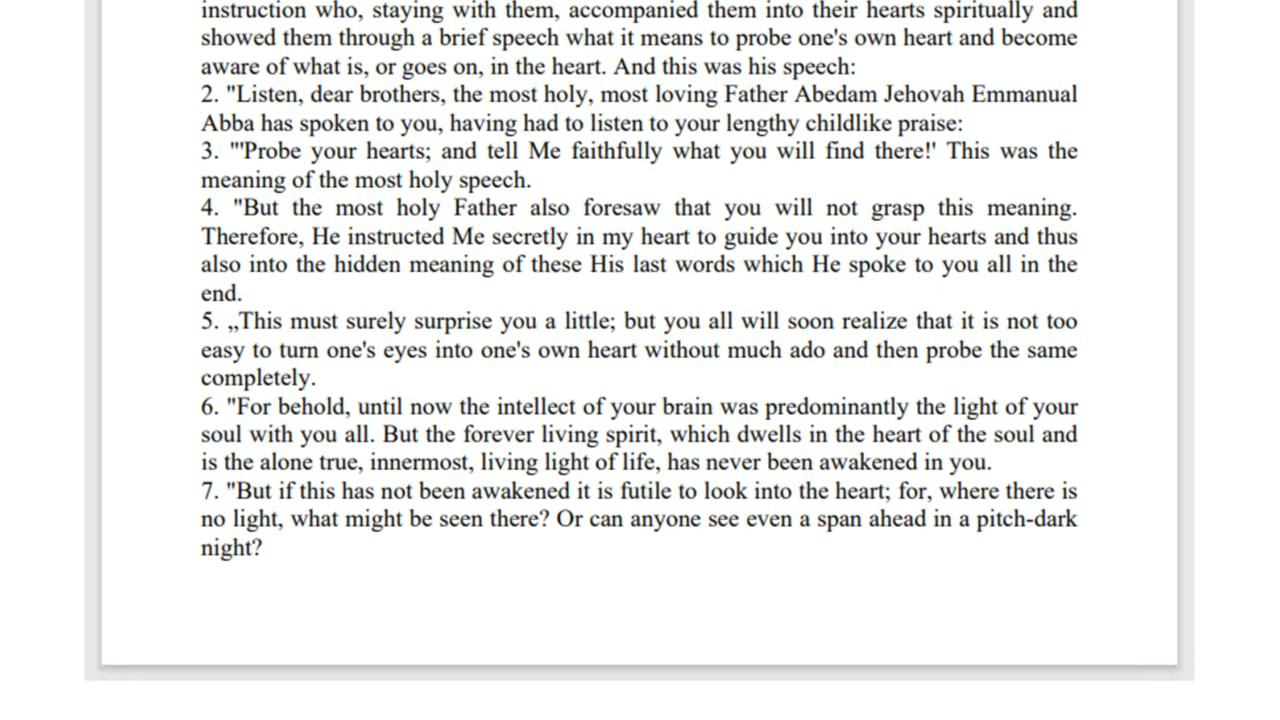 instruction who, staying with them, accompanied them into their hearts spiritually and
showed them through a brief speech what it means to probe one's own heart and become
aware of what is, or goes on, in the heart. And this was his speech:
2. "Listen, dear brothers, the most holy, most loving Father Abedam Jehovah Emmanual
Abba has spoken to you, having had to listen to your lengthy childlike praise:
3. "'Probe your hearts; and tell Me faithfully what you will find there!' This was the
meaning of the most holy speech.
4. "But the most holy Father also foresaw that you will not grasp this meaning.
Therefore, He instructed Me secretly in my heart to guide you into your hearts and thus
also into the hidden meaning of these His last words which He spoke to you all in the
end.
5. „This must surely surprise you a little; but you all will soon realize that it is not too
easy to turn one's eyes into one's own heart without much ado and then probe the same
completely.
6. "For behold, until now the intellect of your brain was predominantly the light of your
soul with you all. But the forever living spirit, which dwells in the heart of the soul and
is the alone true, innermost, living light of life, has never been awakened in you.
7. "But if this has not been awakened it is futile to look into the heart; for, where there is
no light, what might be seen there? Or can anyone see even a span ahead in a pitch-dark
night?